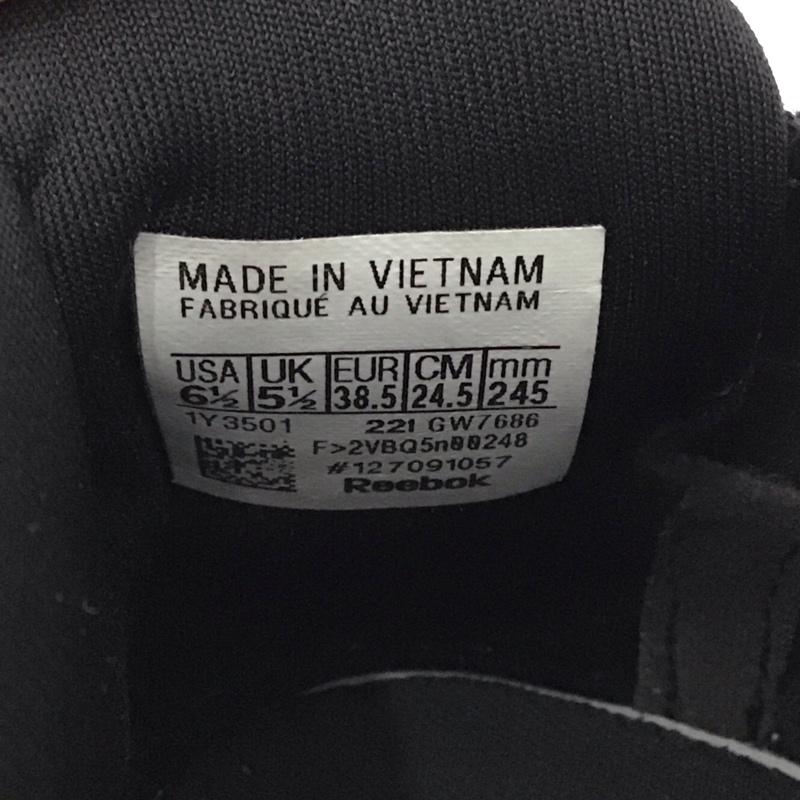 MADE IN VIETNAM
FABRIQUÉ AU VIETNAM
USA UK EUR CM mm
6½ 5½ 38.5 24.5 245
1Y3501 221 GW7686
F>2VBQ5n00248
#127091057
Reebok